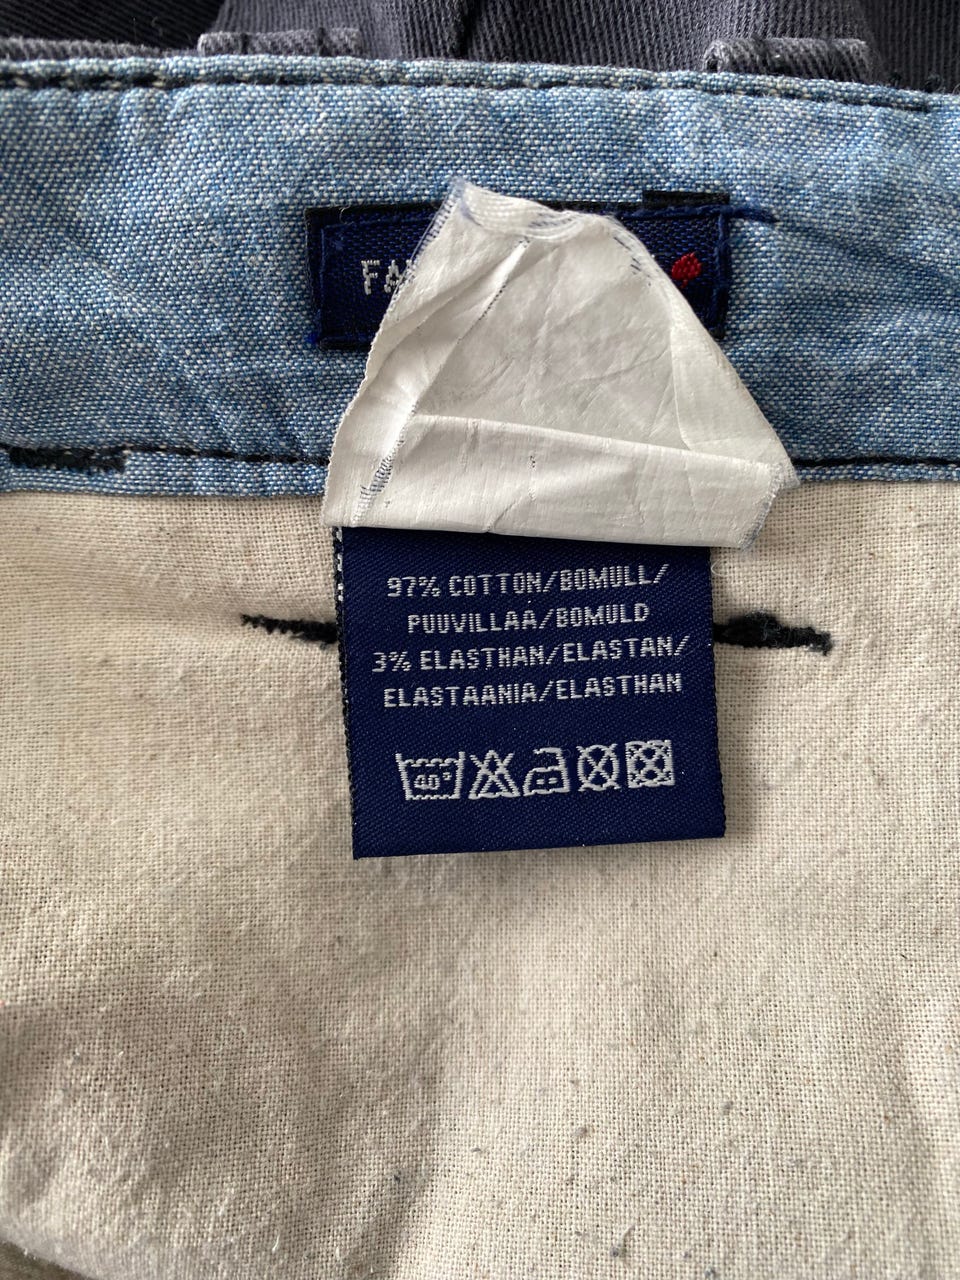 97% COTTON/BOMULL/
PUUVILLAA/BOMULD
3% ELASTHAN/ELASTAN/
ELASTAANIA/ELASTHAN
40°